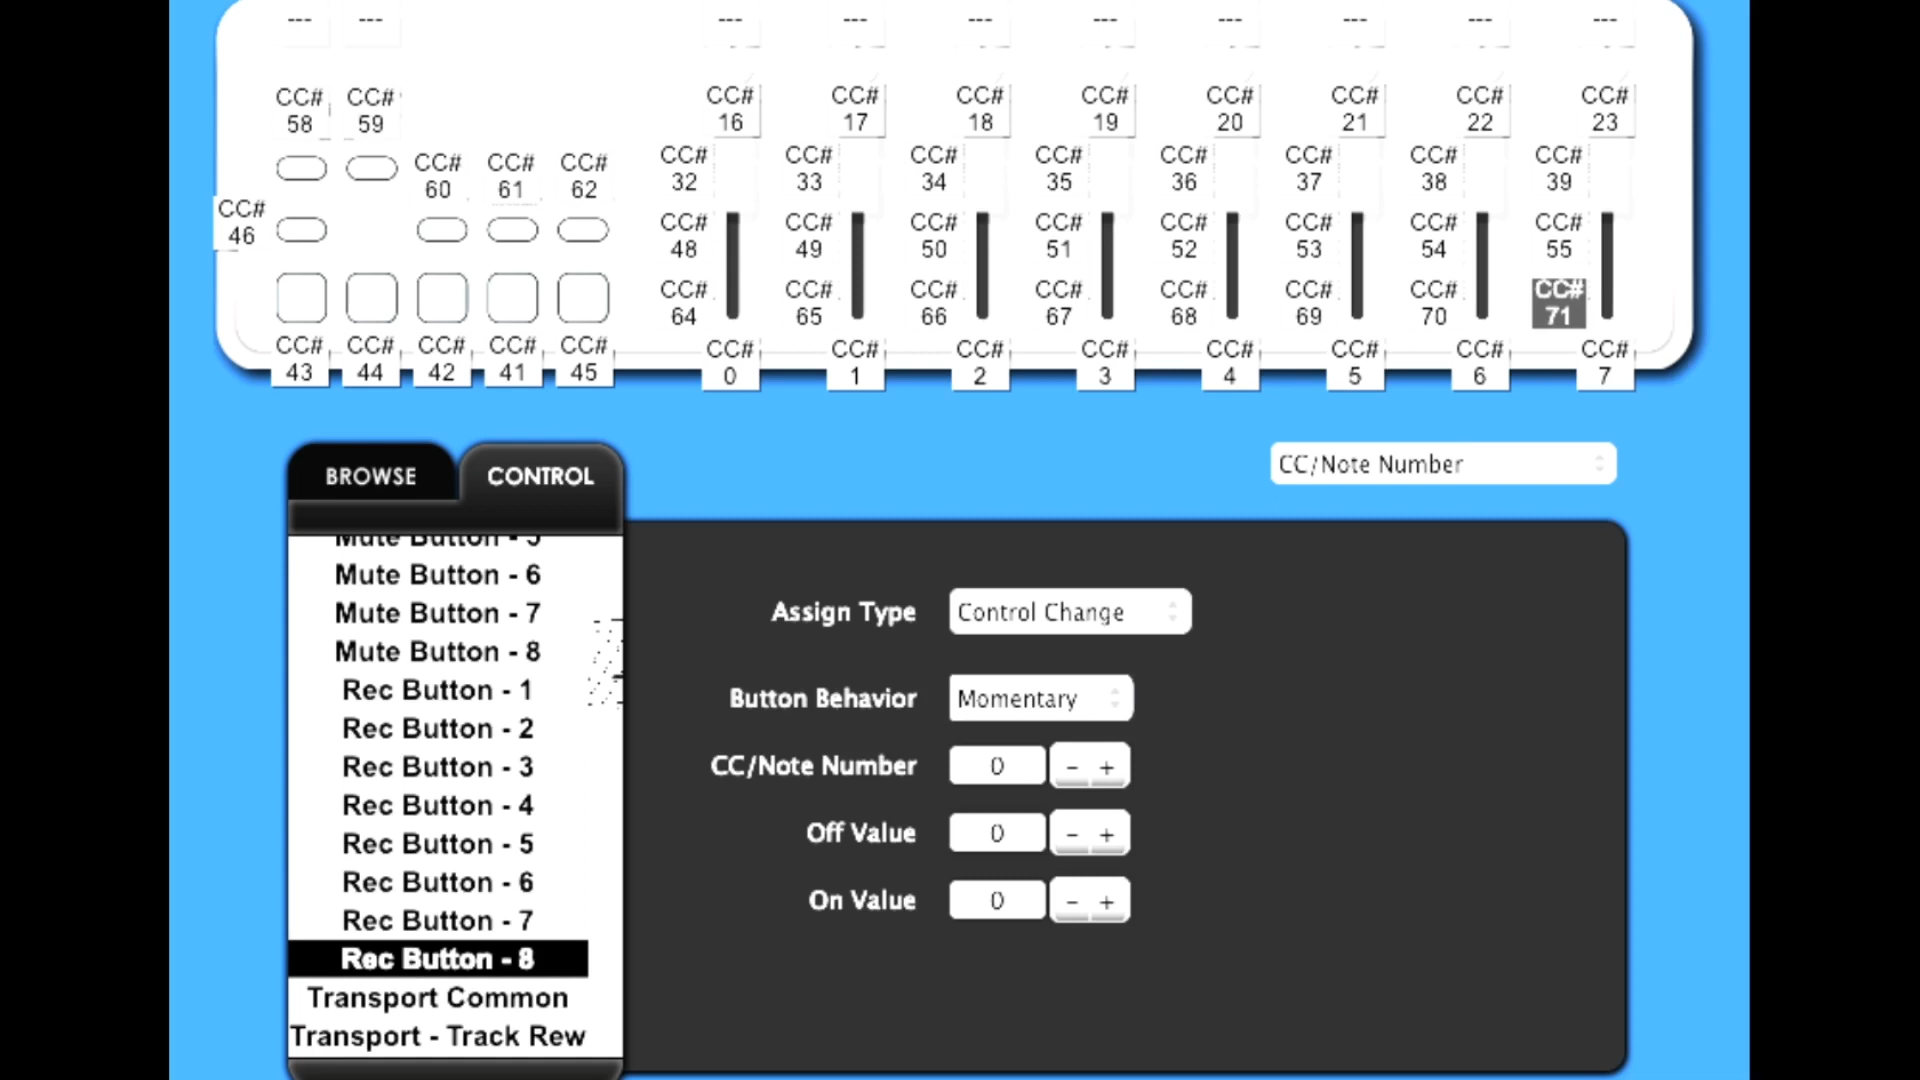 --- --- --- --- --- --- --- --- --- ---
CC# CC# CC# CC# CC# CC# CC# CC# CC# CC#
58 59 16 17 18 19 20 21 22 23
CC# CC# CC# CC# CC# CC# CC# CC# CC# CC# CC#
60 61 62 32 33 34 35 36 37 38 39
CC# CC# CC# CC# CC# CC# CC# CC# CC#
46 48 49 50 51 52 53 54 55
CC# CC# CC# CC# CC# CC# CC# CC#
64 65 66 67 68 69 70 71
CC# CC# CC# CC# CC# CC# CC# CC# CC# CC# CC# CC# CC#
43 44 42 41 45 0 1 2 3 4 5 6 7
BROWSE CONTROL
CC/Note Number
Mute Button - 5
Mute Button - 6
Mute Button - 7
Mute Button - 8
Rec Button - 1
Rec Button - 2
Rec Button - 3
Rec Button - 4
Rec Button - 5
Rec Button - 6
Rec Button - 7
Rec Button - 8
Transport Common
Transport - Track Rew
Assign Type Control Change
Button Behavior Momentary
CC/Note Number 0 - +
Off Value 0 - +
On Value 0 - +